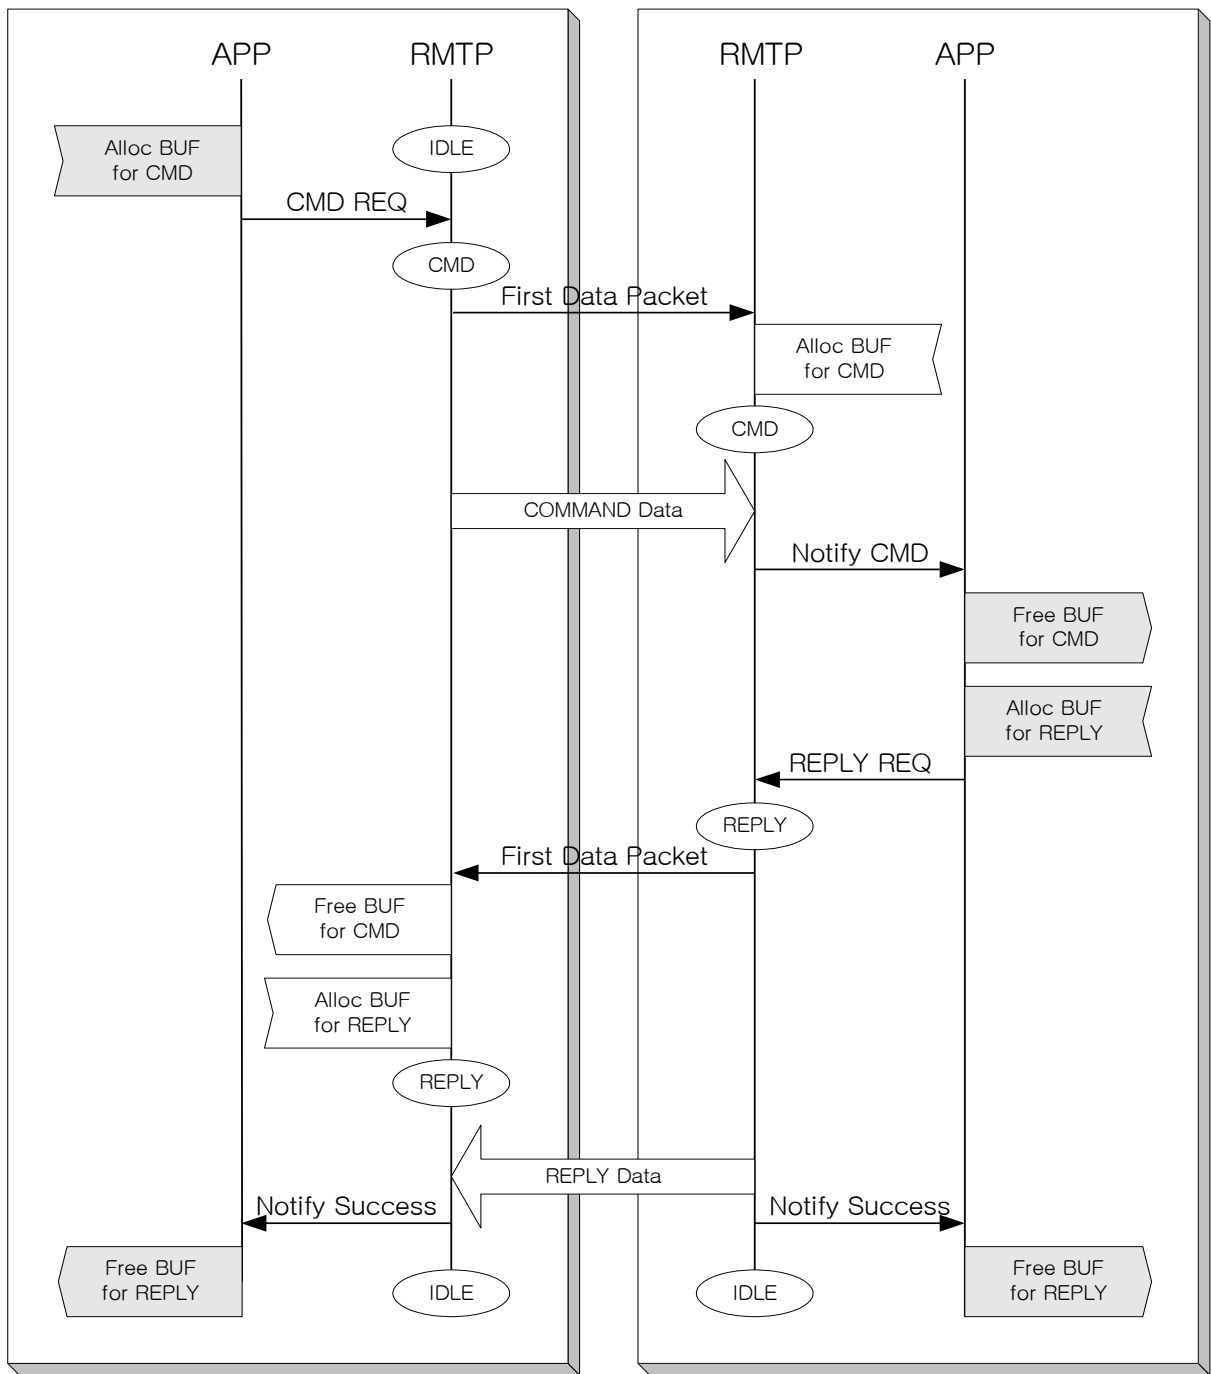 APP
RMTP
RMTP
APP
Alloc BUF
for CMD
IDLE
CMD REQ
CMD
First Data Packet
Alloc BUF
for CMD
CMD
COMMAND Data
Notify CMD
Free BUF
for CMD
Alloc BUF
for REPLY
REPLY REQ
REPLY
First Data Packet
Free BUF
for CMD
Alloc BUF
for REPLY
REPLY
REPLY Data
Notify Success
Notify Success
Free BUF
for REPLY
IDLE
IDLE
Free BUF
for REPLY